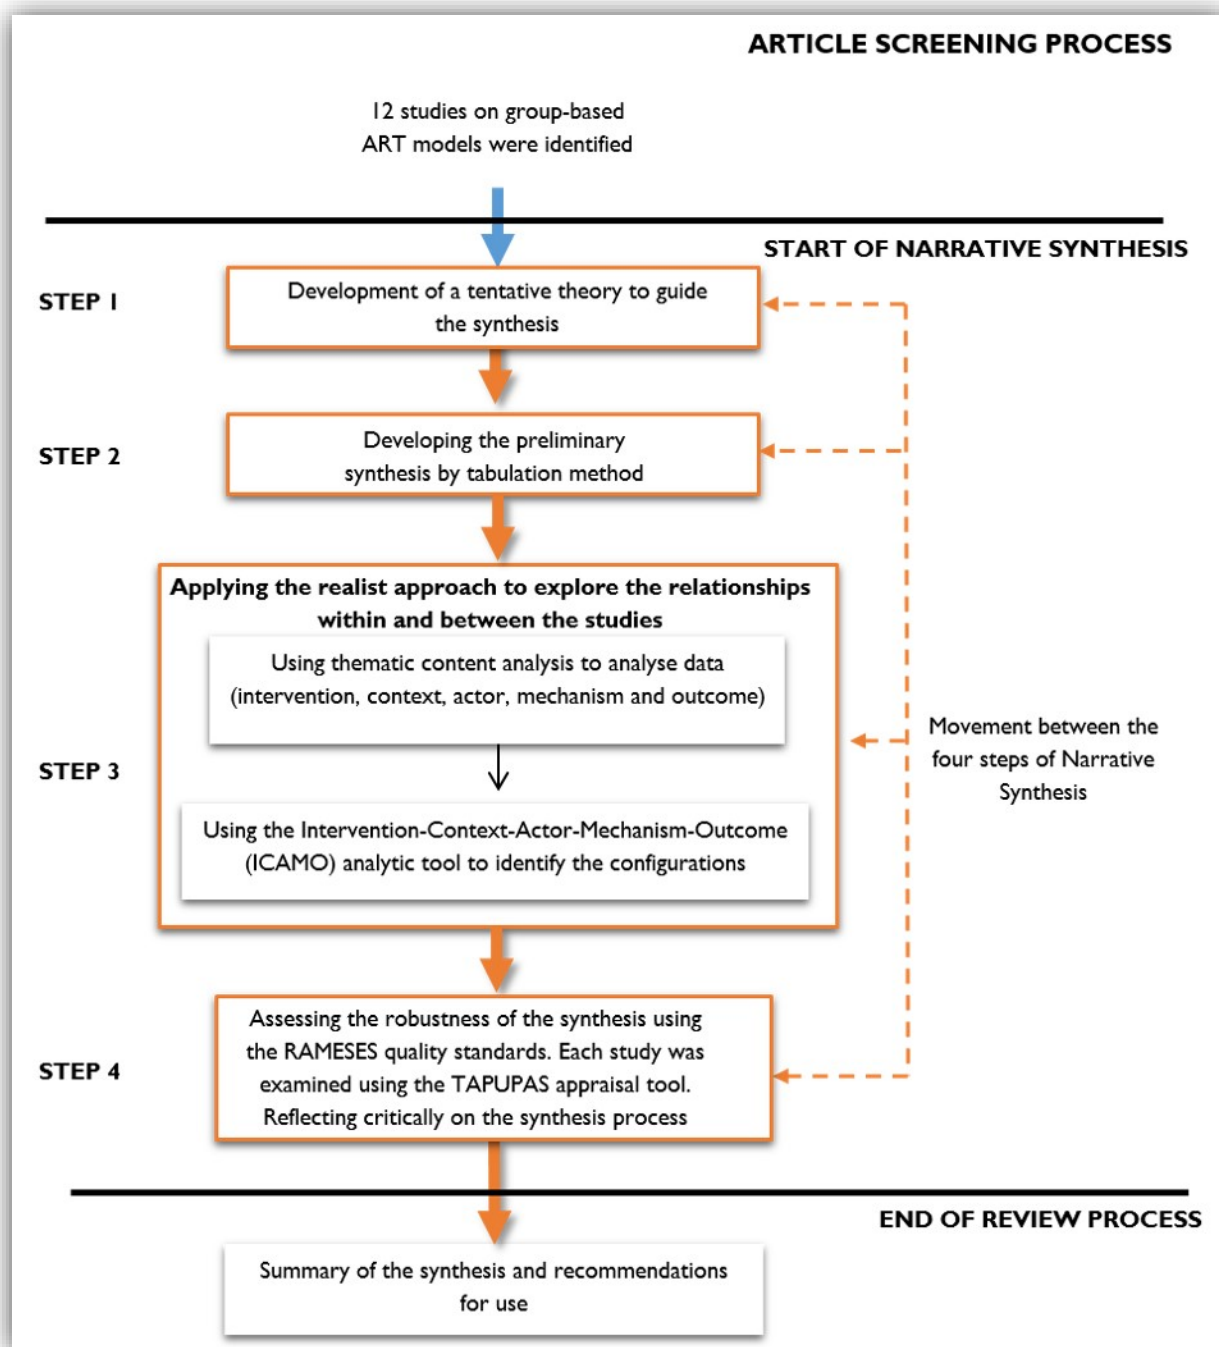 ARTICLE SCREENING PROCESS
12 studies on group-based
ART models were identified
START OF NARRATIVE SYNTHESIS
STEP 1
Development of a tentative theory to guide
the synthesis
STEP 2
Developing the preliminary
synthesis by tabulation method
Applying the realist approach to explore the relationships
within and between the studies
Using thematic content analysis to analyse data
(intervention, context, actor, mechanism and outcome)
STEP 3
Using the Intervention-Context-Actor-Mechanism-Outcome
(ICAMO) analytic tool to identify the configurations
Movement between the
four steps of Narrative
Synthesis
STEP 4
Assessing the robustness of the synthesis using
the RAMESES quality standards. Each study was
examined using the TAPUPAS appraisal tool.
Reflecting critically on the synthesis process
END OF REVIEW PROCESS
Summary of the synthesis and recommendations
for use